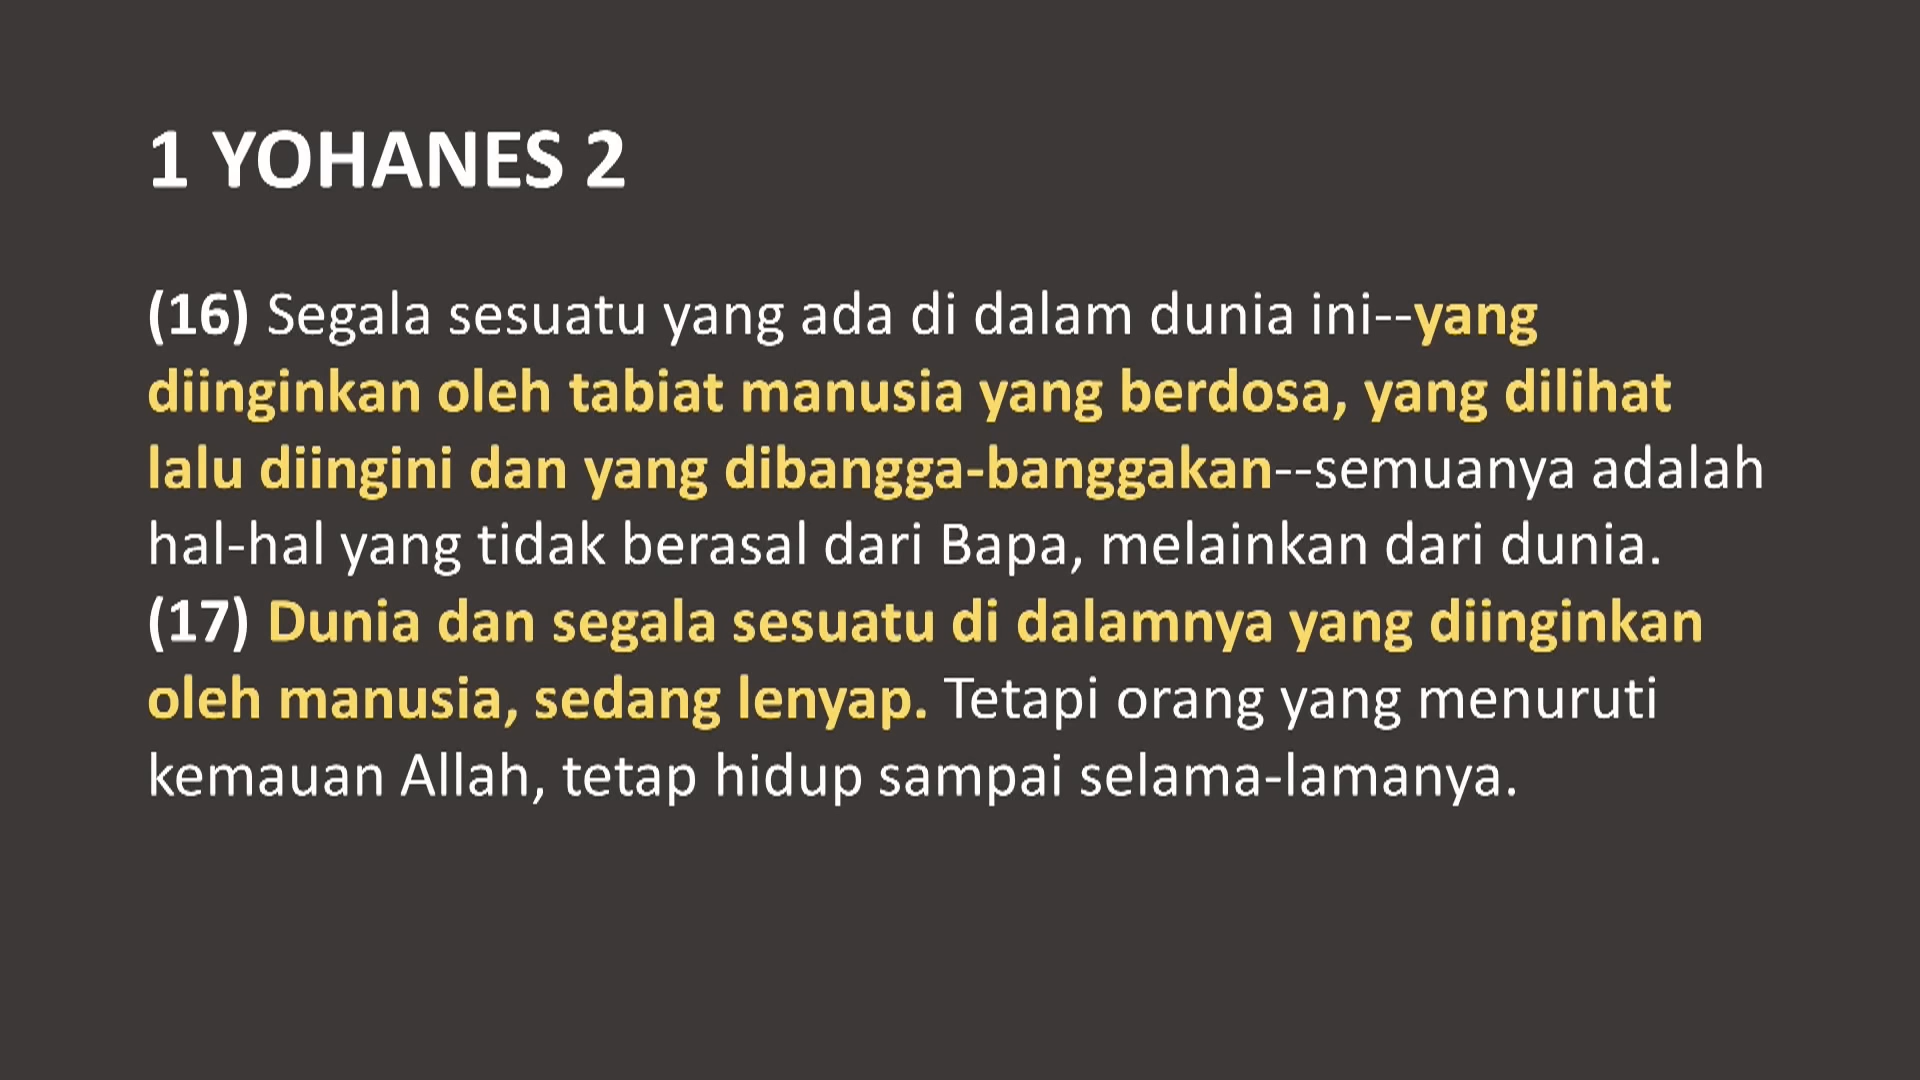 1 YOHANES 2
(16) Segala sesuatu yang ada di dalam dunia ini--yang
diinginkan oleh tabiat manusia yang berdosa, yang dilihat
lalu diingini dan yang dibangga-banggakan--semuanya adalah
hal-hal yang tidak berasal dari Bapa, melainkan dari dunia.
(17) Dunia dan segala sesuatu di dalamnya yang diinginkan
oleh manusia, sedang lenyap. Tetapi orang yang menuruti
kemauan Allah, tetap hidup sampai selama-lamanya.